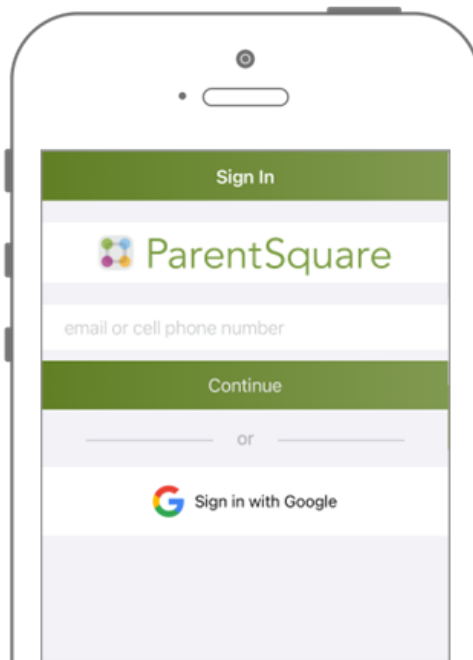 Sign In
ParentSquare
email or cell phone number
Continue
or
Sign in with Google